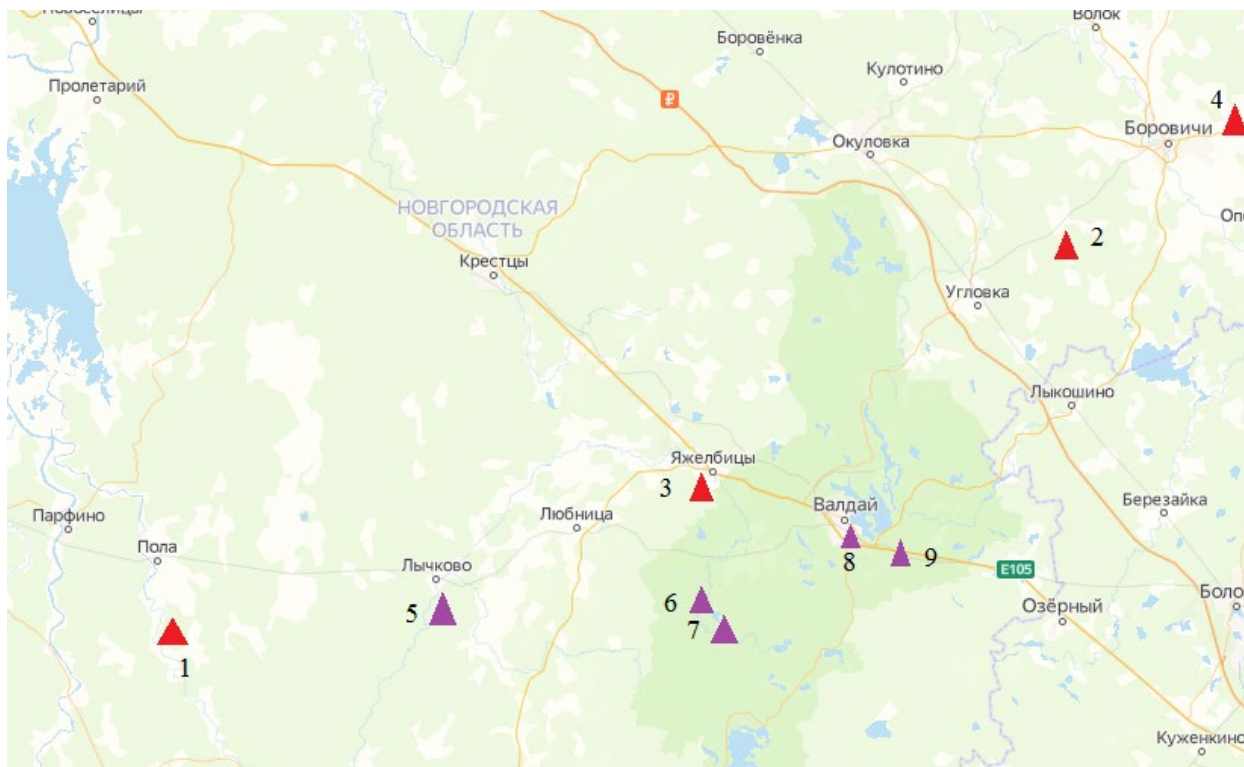 Новоселицы
Волок
Боровёнка
Кулотино
Пролетарий
₽
4
Боровичи
Окуловка
НОВГОРОДСКАЯ
ОБЛАСТЬ
2
Крестцы
Угловка
Лыкошино
Яжелбицы
3
Березайка
Валдай
Парфино
Любница
Пола
8
9
E105
Лычково
5
6
7
Озёрный
1
Куженкино